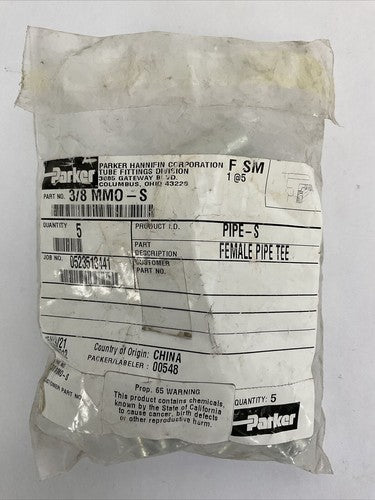 Parker
PARKER HANNIFIN CORPORATION
TUBE FITTINGS DIVISION
3885 GATEWAY BLVD.
COLUMBUS, OHIO 43228
F SM
1 @5
PART NO. 3/8 MMO-S
QUANTITY 5
PRODUCT I.D. PIPE-S
PART DESCRIPTION FEMALE PIPE TEE
JOB NO. 0523513441
CUSTOMER PART NO.
Country of Origin: CHINA
PACKER/LABELER: 00548
Prop. 65 WARNING
This product contains chemicals,
known by the State of California
to cause cancer, birth defects
or other reproductive harm.
QUANTITY: 5
Parker